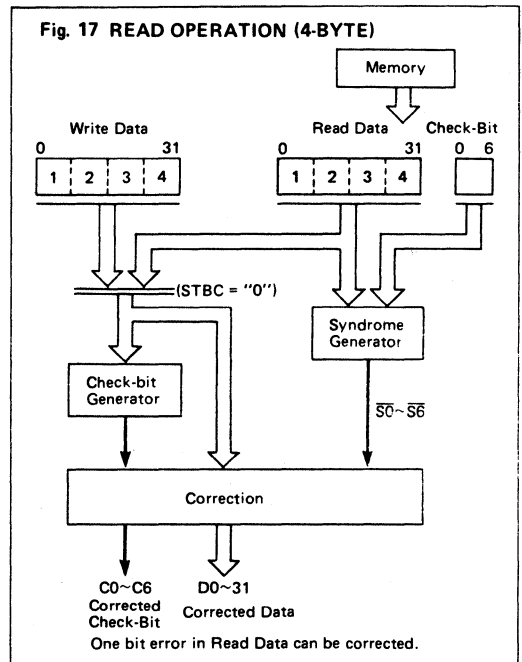 Fig. 17 READ OPERATION (4-BYTE)
Memory
Write Data
Read Data
Check-Bit
0 31
0 31
0 6
1 2 3 4
1 2 3 4
(STBC = "0")
Syndrome
Generator
Check-bit
Generator
S0~S6
Correction
C0~C6
Corrected
Check-Bit
D0~31
Corrected Data
One bit error in Read Data can be corrected.